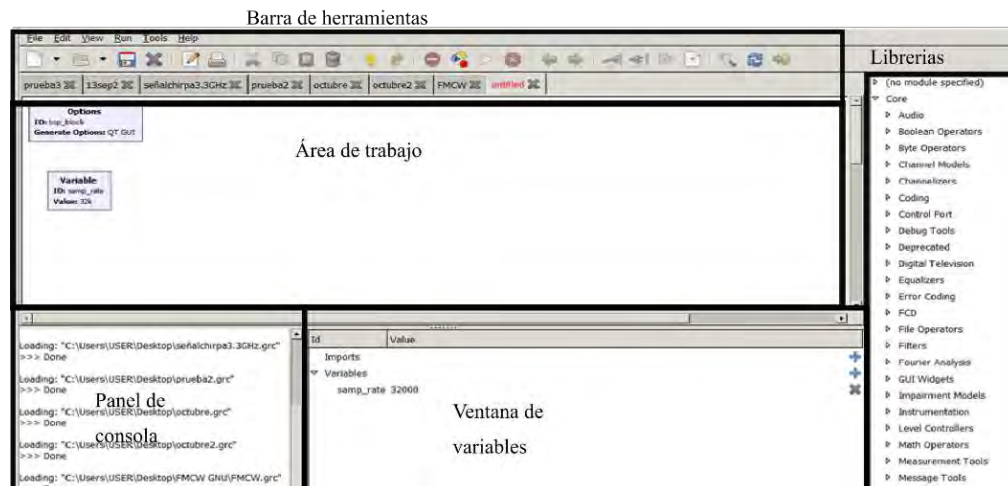 Barra de herramientas
File Edit View Run Tools Help
Librerias
prueba3 13sep2 señalchirpa3.3GHz prueba2 octubre octubre2 FMCW untitled
Options
ID: top_block
Generate Options: QT GUI
Variable
ID: samp_rate
Value: 32k
Área de trabajo
(no module specified)
Core
Audio
Boolean Operators
Byte Operators
Channel Models
Channelizers
Coding
Control Port
Debug Tools
Deprecated
Digital Television
Equalizers
Error Coding
FCD
File Operators
Filters
Fourier Analysis
GUI Widgets
Impairment Models
Instrumentation
Level Controllers
Math Operators
Measurement Tools
Message Tools
Loading: "C:\Users\USER\Desktop\señalchirpa3.3GHz.grc"
>>> Done
Loading: "C:\Users\USER\Desktop\prueba2.grc"
>>> Done
Loading: "C:\Users\USER\Desktop\octubre.grc"
>>> Done
Loading: "C:\Users\USER\Desktop\octubre2.grc"
>>> Done
Loading: "C:\Users\USER\Desktop\FMCW GNU\FMCW.grc"
Panel de
consola
Id Value
Imports
Variables
samp_rate 32000
Ventana de
variables